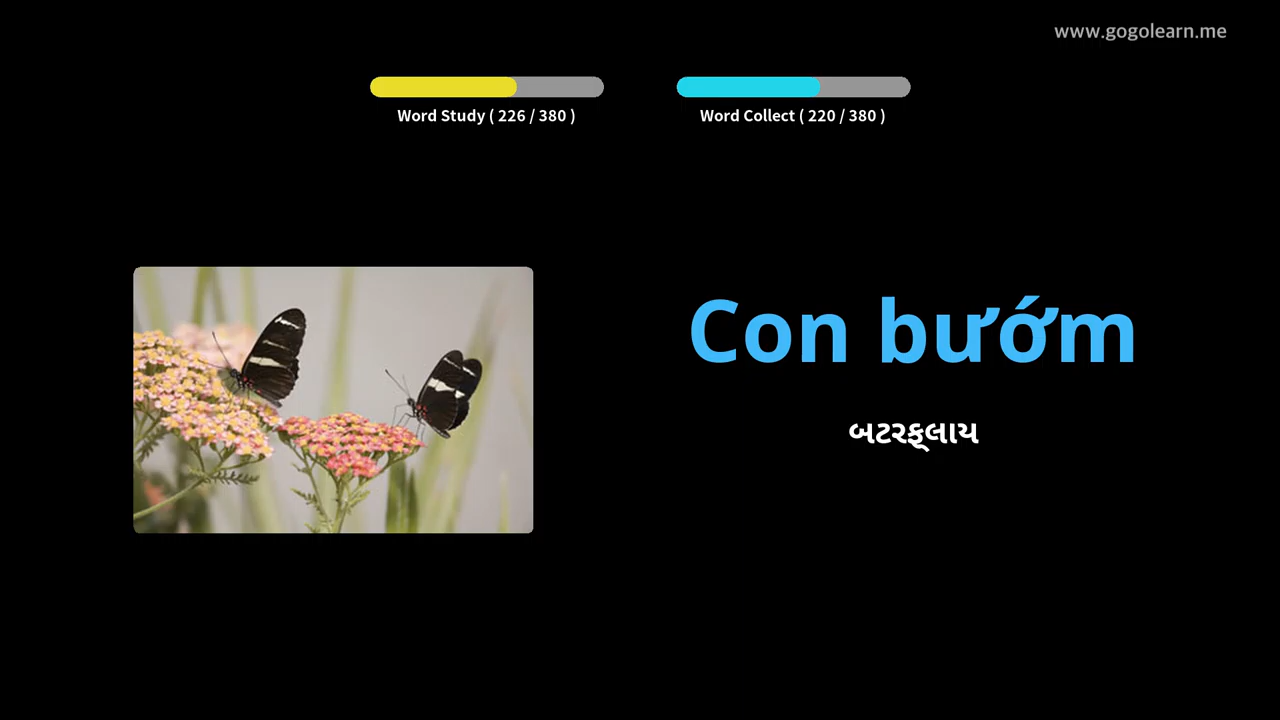 www.gogolearn.me
Word Study ( 226 / 380 )
Word Collect ( 220 / 380 )
Con bướm
બટરફ્લાય